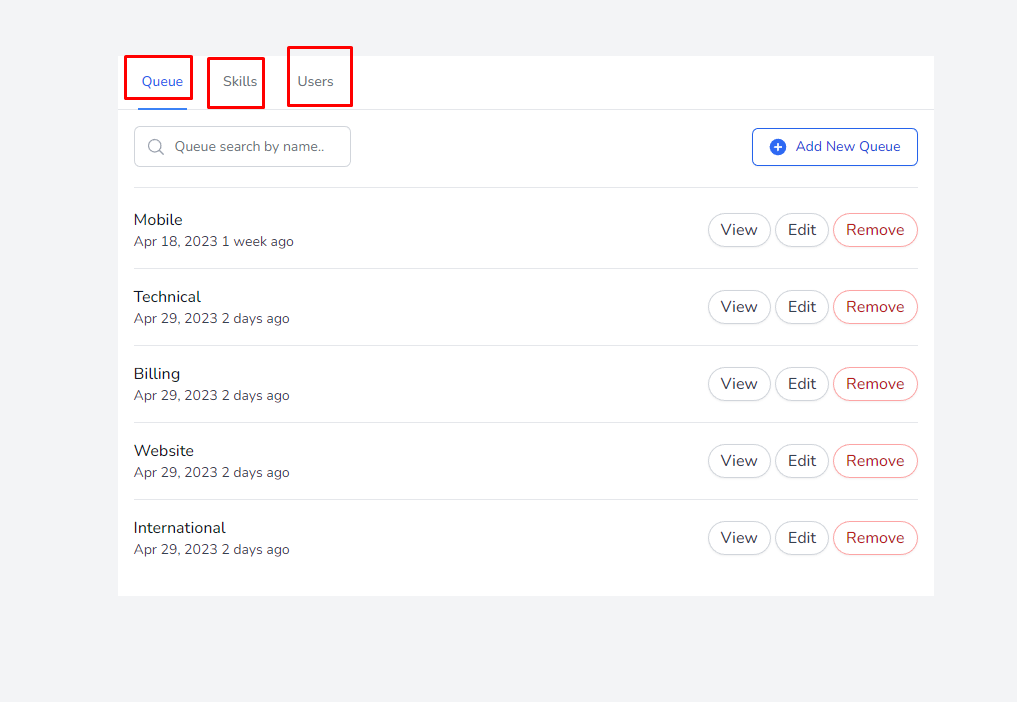 Queue Skills Users
Queue search by name.. Add New Queue
Mobile
Apr 18, 2023 1 week ago
View Edit Remove
Technical
Apr 29, 2023 2 days ago
View Edit Remove
Billing
Apr 29, 2023 2 days ago
View Edit Remove
Website
Apr 29, 2023 2 days ago
View Edit Remove
International
Apr 29, 2023 2 days ago
View Edit Remove